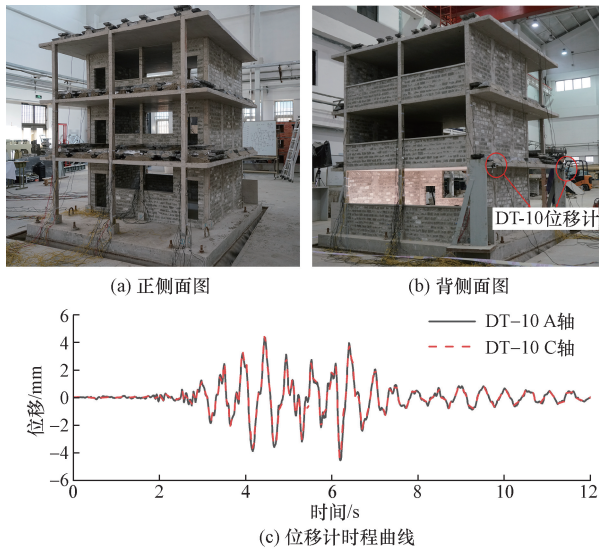 DT-10位移计
(a) 正侧面图
(b) 背侧面图
DT-10 A轴
DT-10 C轴
位移/mm
6
4
2
0
-2
-4
-6
0 2 4 6 8 10 12
时间/s
(c) 位移计时程曲线